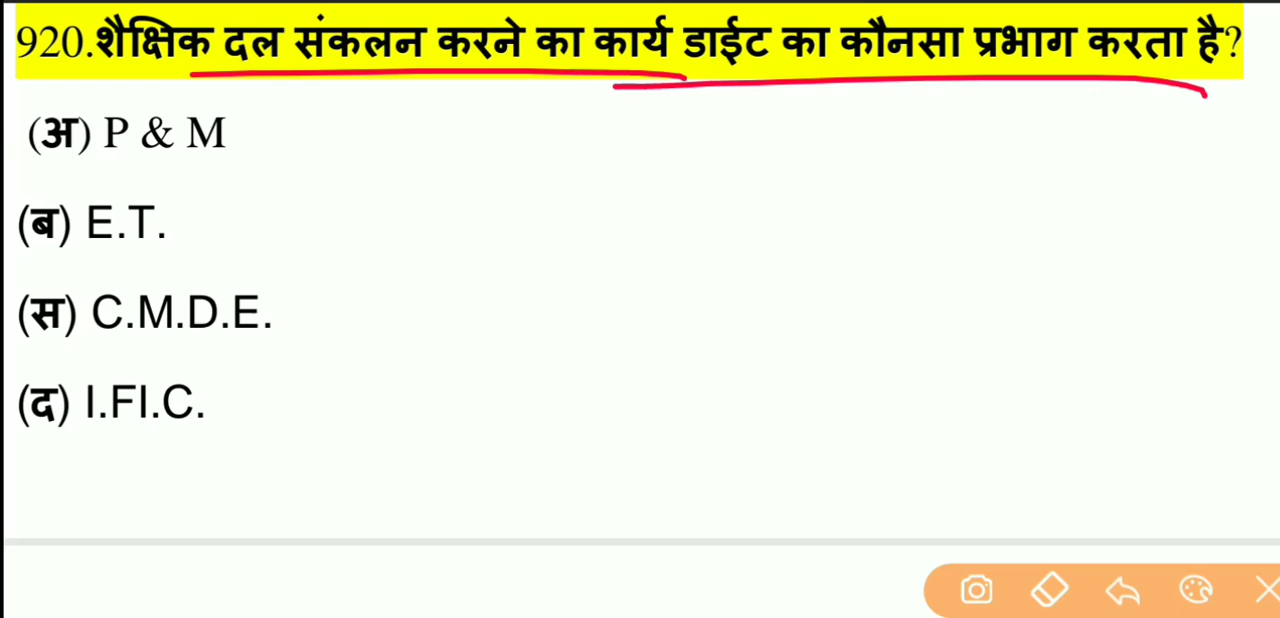 920.शैक्षिक दल संकलन करने का कार्य डाईट का कौनसा प्रभाग करता है?
(अ) P & M
(ब) E.T.
(स) C.M.D.E.
(द) I.FI.C.